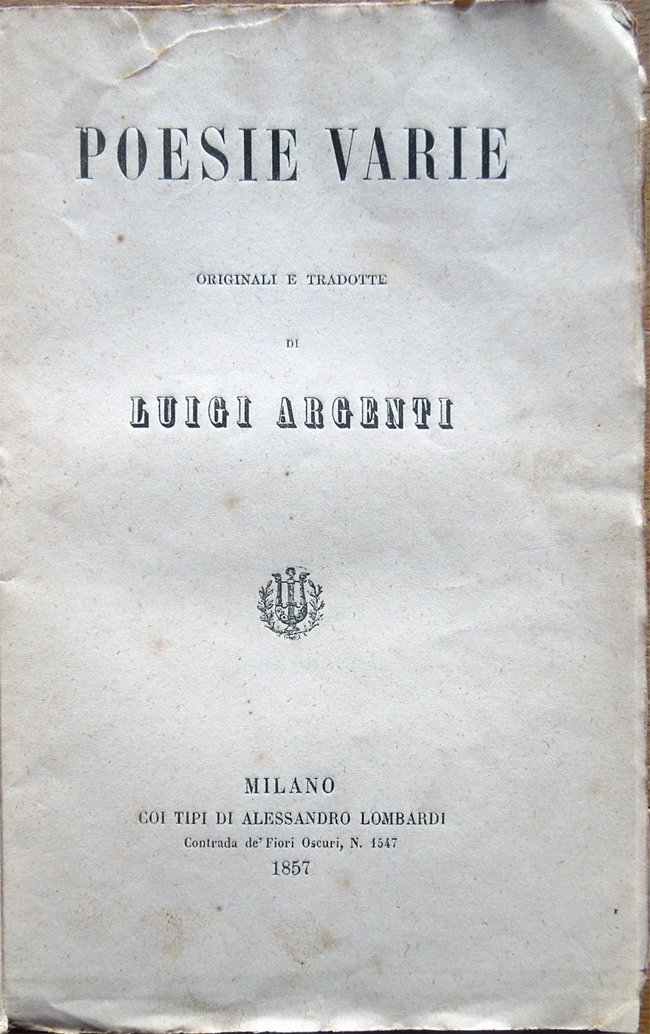 POESIE VARIE
ORIGINALI E TRADOTTE
DI
LUIGI ARGENTI
MILANO
COI TIPI DI ALESSANDRO LOMBARDI
Contrada de' Fiori Oscuri, N. 1547
1857